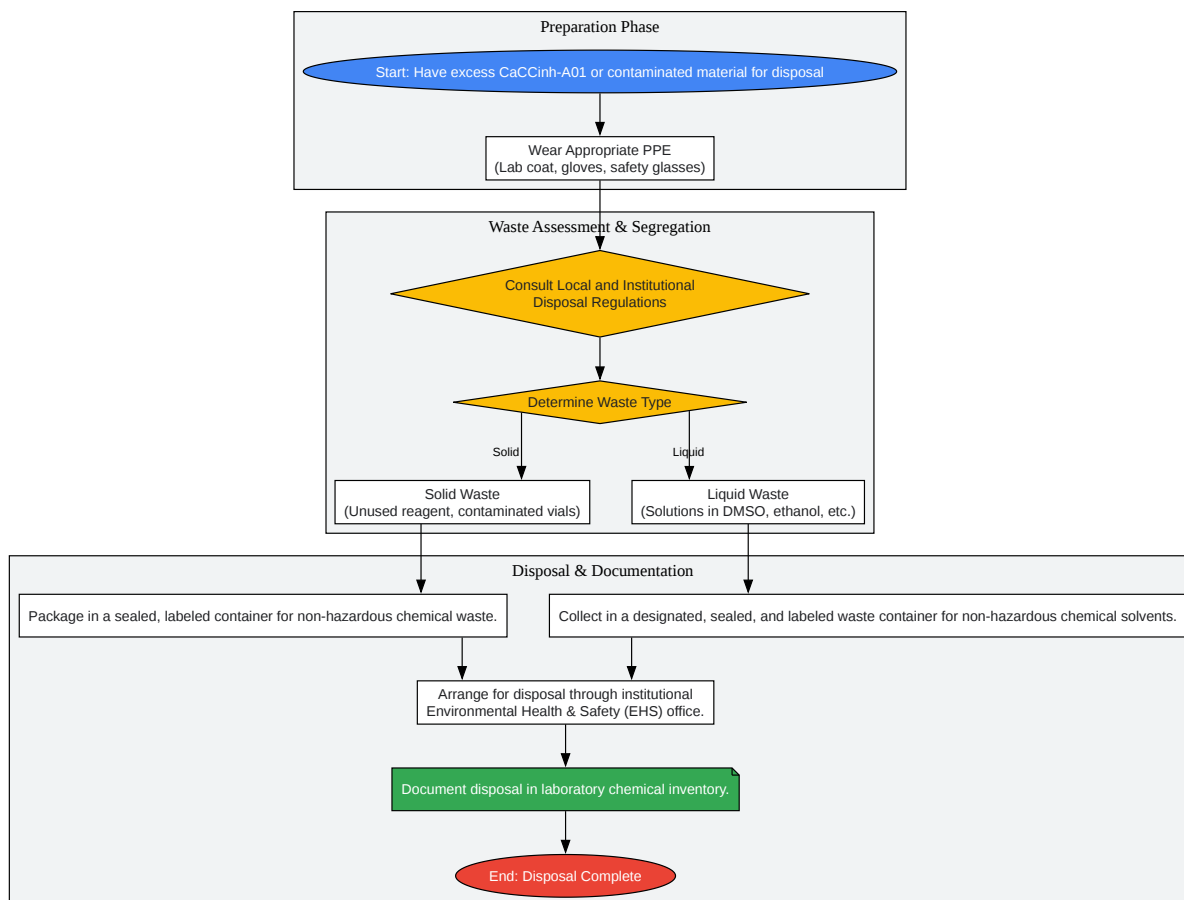 Preparation Phase
Start: Have excess CaCCinh-A01 or contaminated material for disposal
Wear Appropriate PPE
(Lab coat, gloves, safety glasses)
Waste Assessment & Segregation
Consult Local and Institutional
Disposal Regulations
Determine Waste Type
Solid
Liquid
Solid Waste
(Unused reagent, contaminated vials)
Liquid Waste
(Solutions in DMSO, ethanol, etc.)
Disposal & Documentation
Package in a sealed, labeled container for non-hazardous chemical waste.
Collect in a designated, sealed, and labeled waste container for non-hazardous chemical solvents.
Arrange for disposal through institutional
Environmental Health & Safety (EHS) office.
Document disposal in laboratory chemical inventory.
End: Disposal Complete